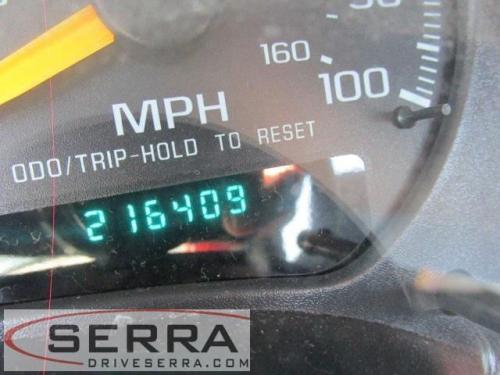 160
100
MPH
ODO/TRIP-HOLD TO RESET
216409
SERRA
DRIVESERRA.COM